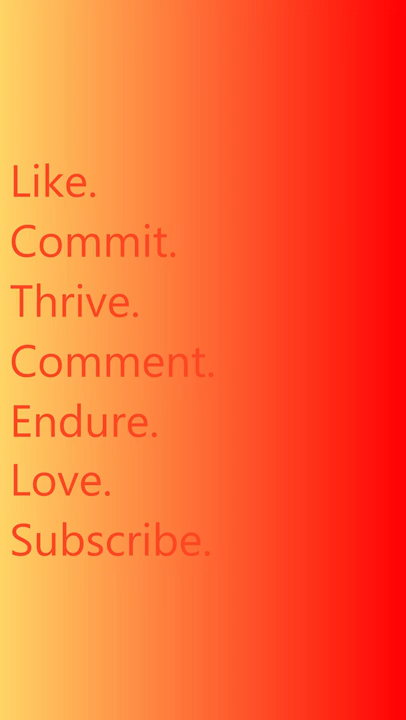 Like.
Commit.
Thrive.
Comment.
Endure.
Love.
Subscribe.